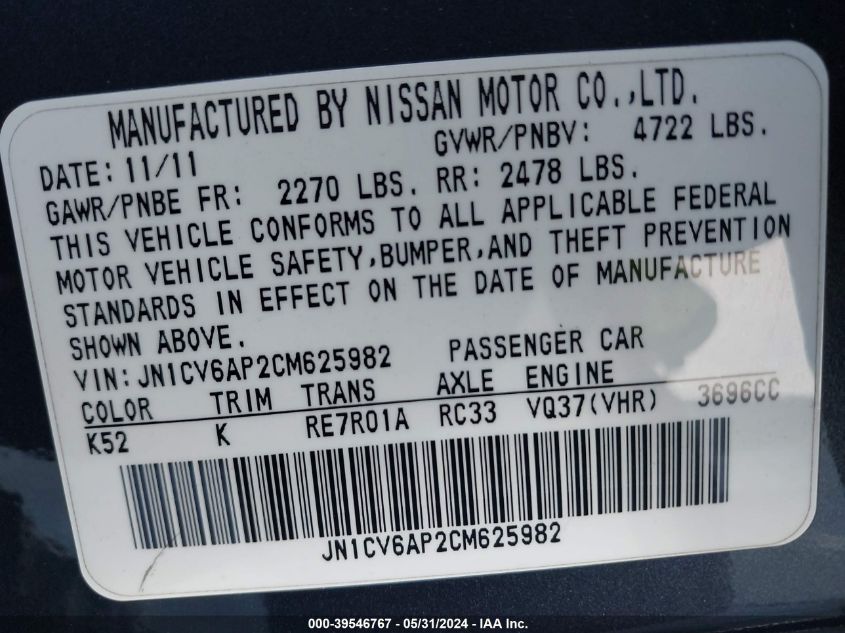 MANUFACTURED BY NISSAN MOTOR CO.,LTD.
DATE: 11/11 GVWR/PNBV: 4722 LBS.
GAWR/PNBE FR: 2270 LBS. RR: 2478 LBS.
THIS VEHICLE CONFORMS TO ALL APPLICABLE FEDERAL
MOTOR VEHICLE SAFETY,BUMPER,AND THEFT PREVENTION
STANDARDS IN EFFECT ON THE DATE OF MANUFACTURE
SHOWN ABOVE.
VIN: JN1CV6AP2CM625982 PASSENGER CAR
COLOR TRIM TRANS AXLE ENGINE
K52 K RE7R01A RC33 VQ37(VHR) 3696CC
JN1CV6AP2CM625982
000-39546767 - 05/31/2024 - IAA Inc.